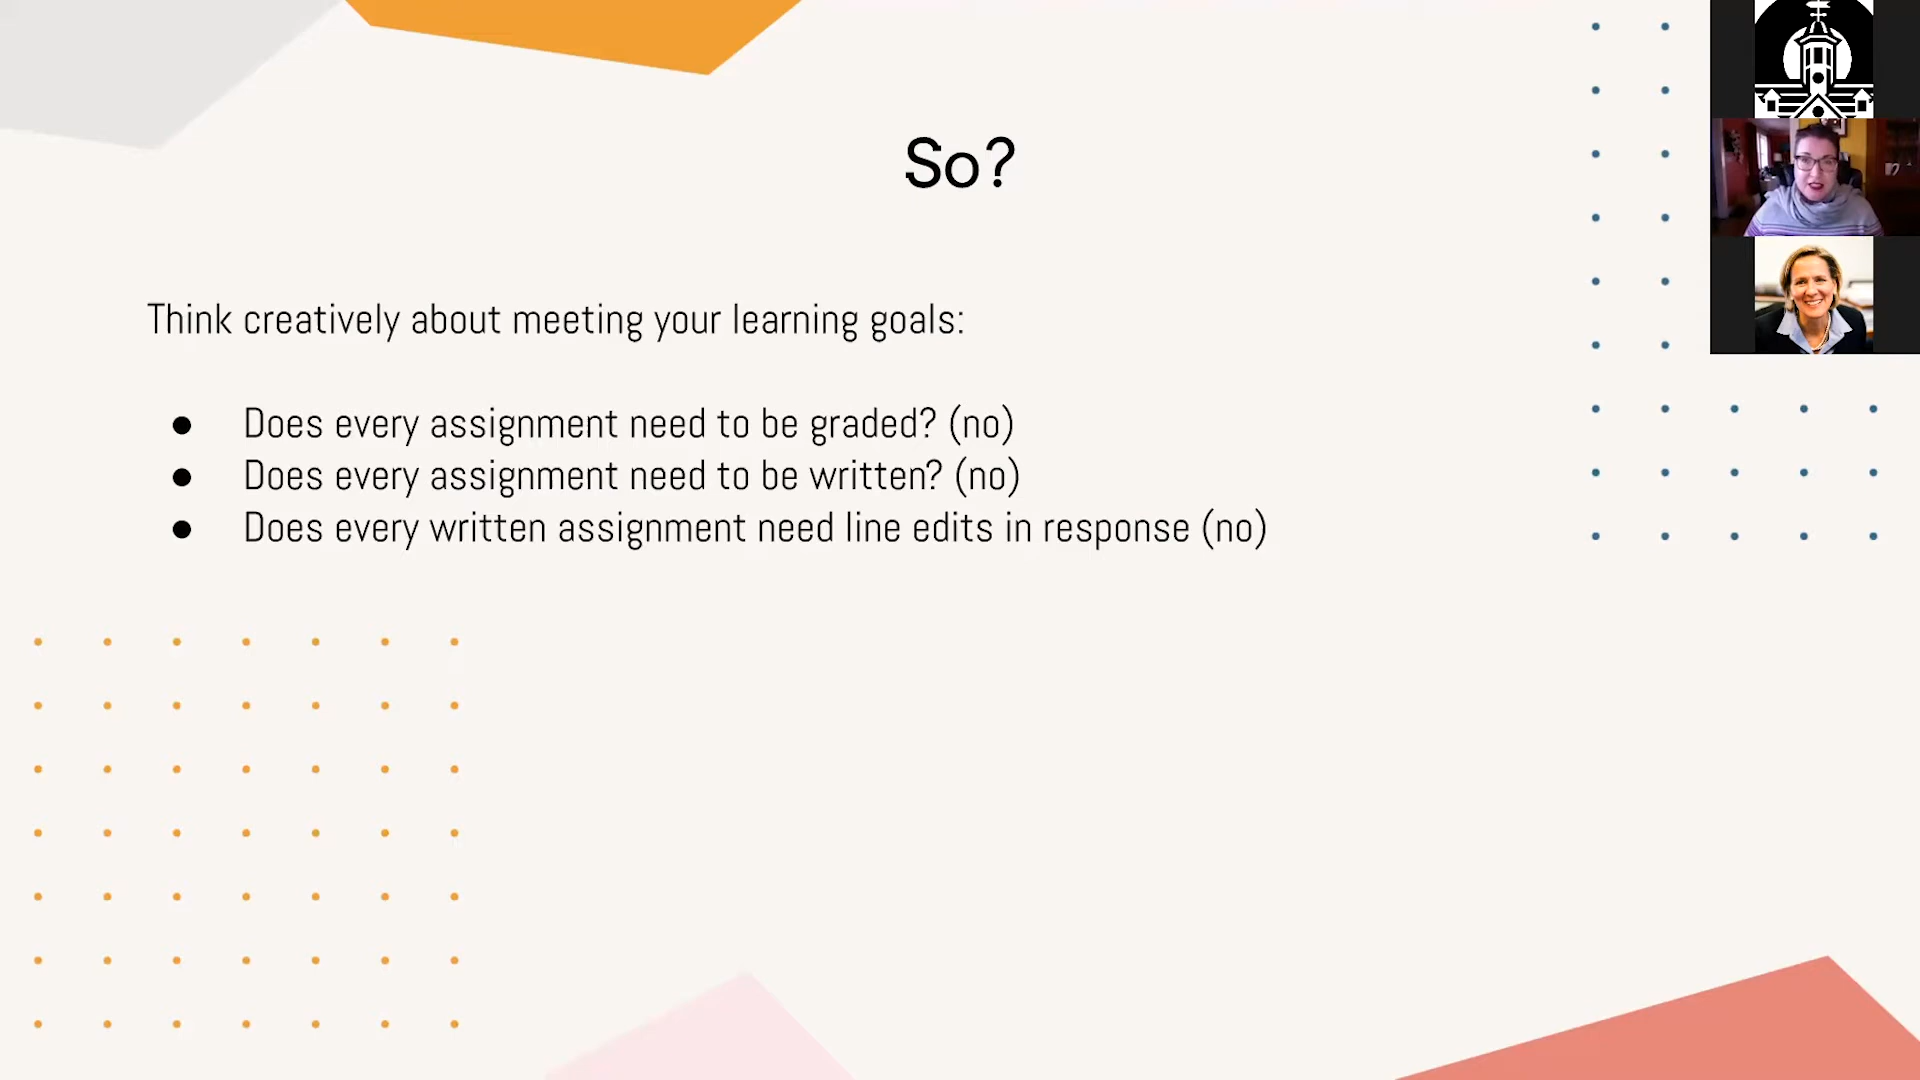 So?
Think creatively about meeting your learning goals:
● Does every assignment need to be graded? (no)
● Does every assignment need to be written? (no)
● Does every written assignment need line edits in response (no)